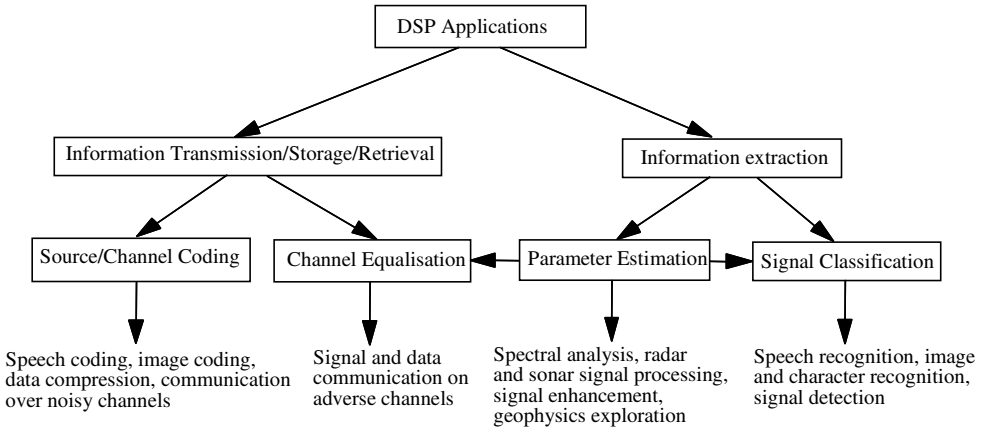 DSP Applications
Information Transmission/Storage/Retrieval
Information extraction
Source/Channel Coding
Channel Equalisation
Parameter Estimation
Signal Classification
Speech coding, image coding,
data compression, communication
over noisy channels
Signal and data
communication on
adverse channels
Spectral analysis, radar
and sonar signal processing,
signal enhancement,
geophysics exploration
Speech recognition, image
and character recognition,
signal detection